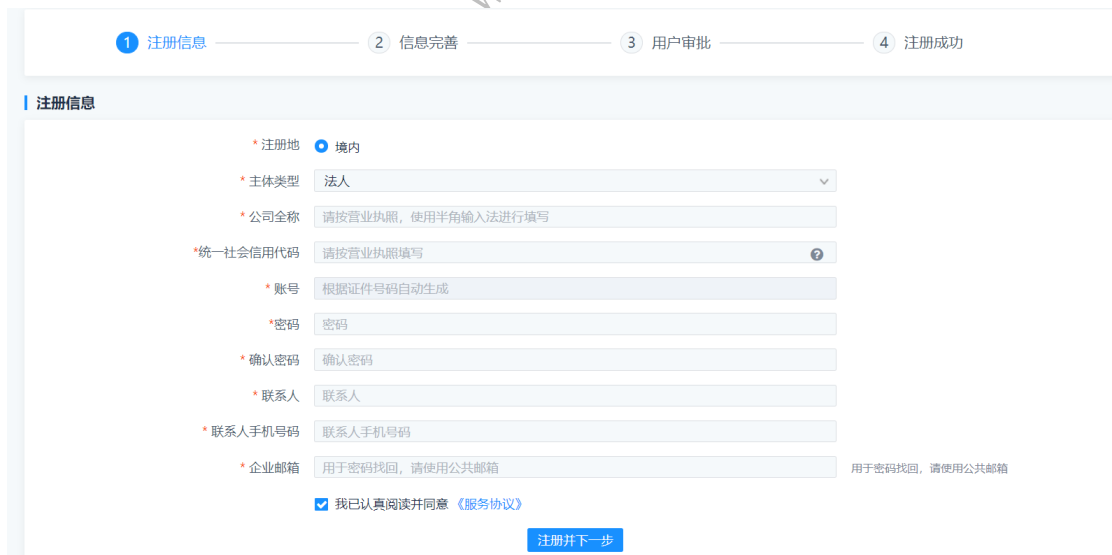 1 注册信息 2 信息完善 3 用户审批 4 注册成功
注册信息
* 注册地 境内
* 主体类型 法人
* 公司全称 请按营业执照，使用半角输入法进行填写
*统一社会信用代码 请按营业执照填写 ?
* 账号 根据证件号码自动生成
*密码 密码
* 确认密码 确认密码
* 联系人 联系人
* 联系人手机号码 联系人手机号码
* 企业邮箱 用于密码找回，请使用公共邮箱 用于密码找回，请使用公共邮箱
我已认真阅读并同意 《服务协议》
注册并下一步